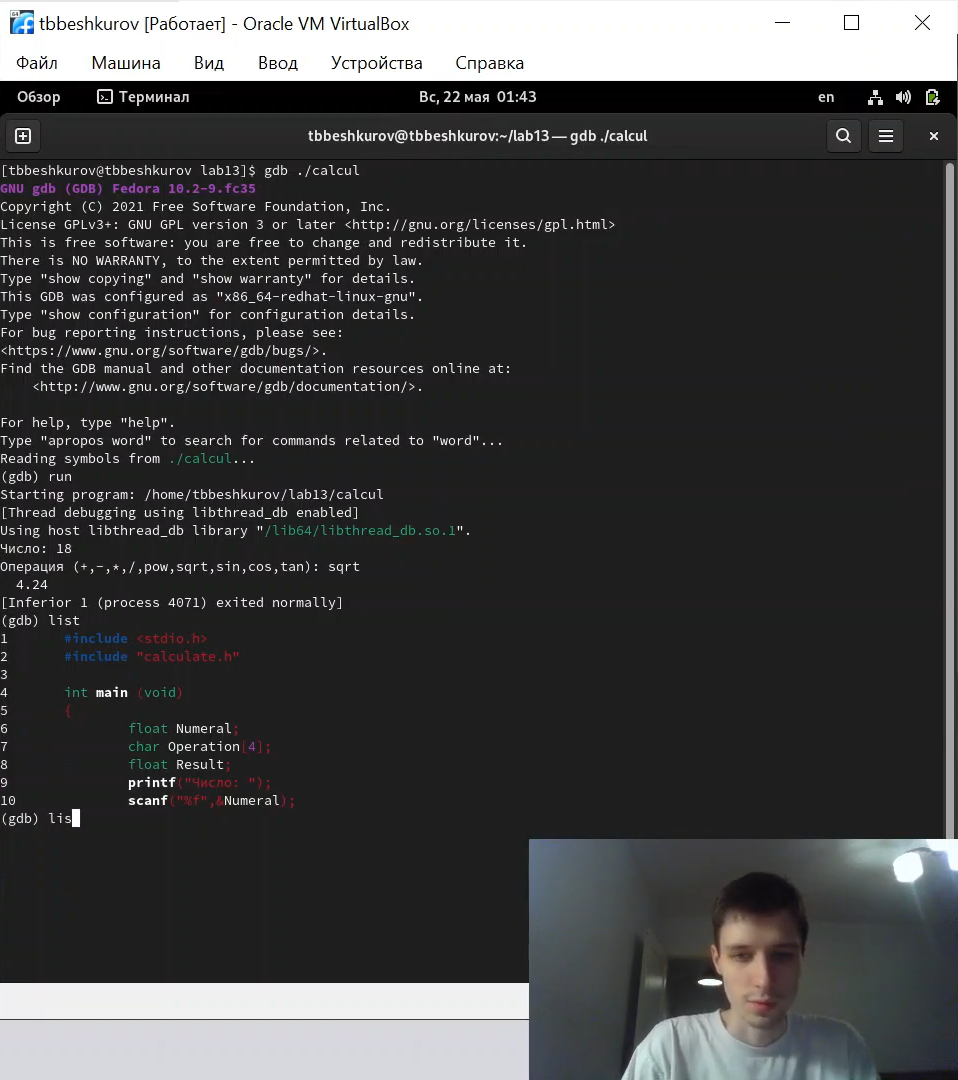 tbbeshkurov [Работает] - Oracle VM VirtualBox
Файл Машина Вид Ввод Устройства Справка
Обзор Терминал Вс, 22 мая 01:43 en
tbbeshkurov@tbbeshkurov:~/lab13 — gdb ./calcul
[tbbeshkurov@tbbeshkurov lab13]$ gdb ./calcul
GNU gdb (GDB) Fedora 10.2-9.fc35
Copyright (C) 2021 Free Software Foundation, Inc.
License GPLv3+: GNU GPL version 3 or later <http://gnu.org/licenses/gpl.html>
This is free software: you are free to change and redistribute it.
There is NO WARRANTY, to the extent permitted by law.
Type "show copying" and "show warranty" for details.
This GDB was configured as "x86_64-redhat-linux-gnu".
Type "show configuration" for configuration details.
For bug reporting instructions, please see:
<https://www.gnu.org/software/gdb/bugs/>.
Find the GDB manual and other documentation resources online at:
<http://www.gnu.org/software/gdb/documentation/>.
For help, type "help".
Type "apropos word" to search for commands related to "word"...
Reading symbols from ./calcul...
(gdb) run
Starting program: /home/tbbeshkurov/lab13/calcul
[Thread debugging using libthread_db enabled]
Using host libthread_db library "/lib64/libthread_db.so.1".
Число: 18
Операция (+,-,*,/,pow,sqrt,sin,cos,tan): sqrt
4.24
[Inferior 1 (process 4071) exited normally]
(gdb) list
1 #include <stdio.h>
2 #include "calculate.h"
3
4 int main (void)
5 {
6 float Numeral;
7 char Operation[4];
8 float Result;
9 printf("Число: ");
10 scanf("%f",&Numeral);
(gdb) lis